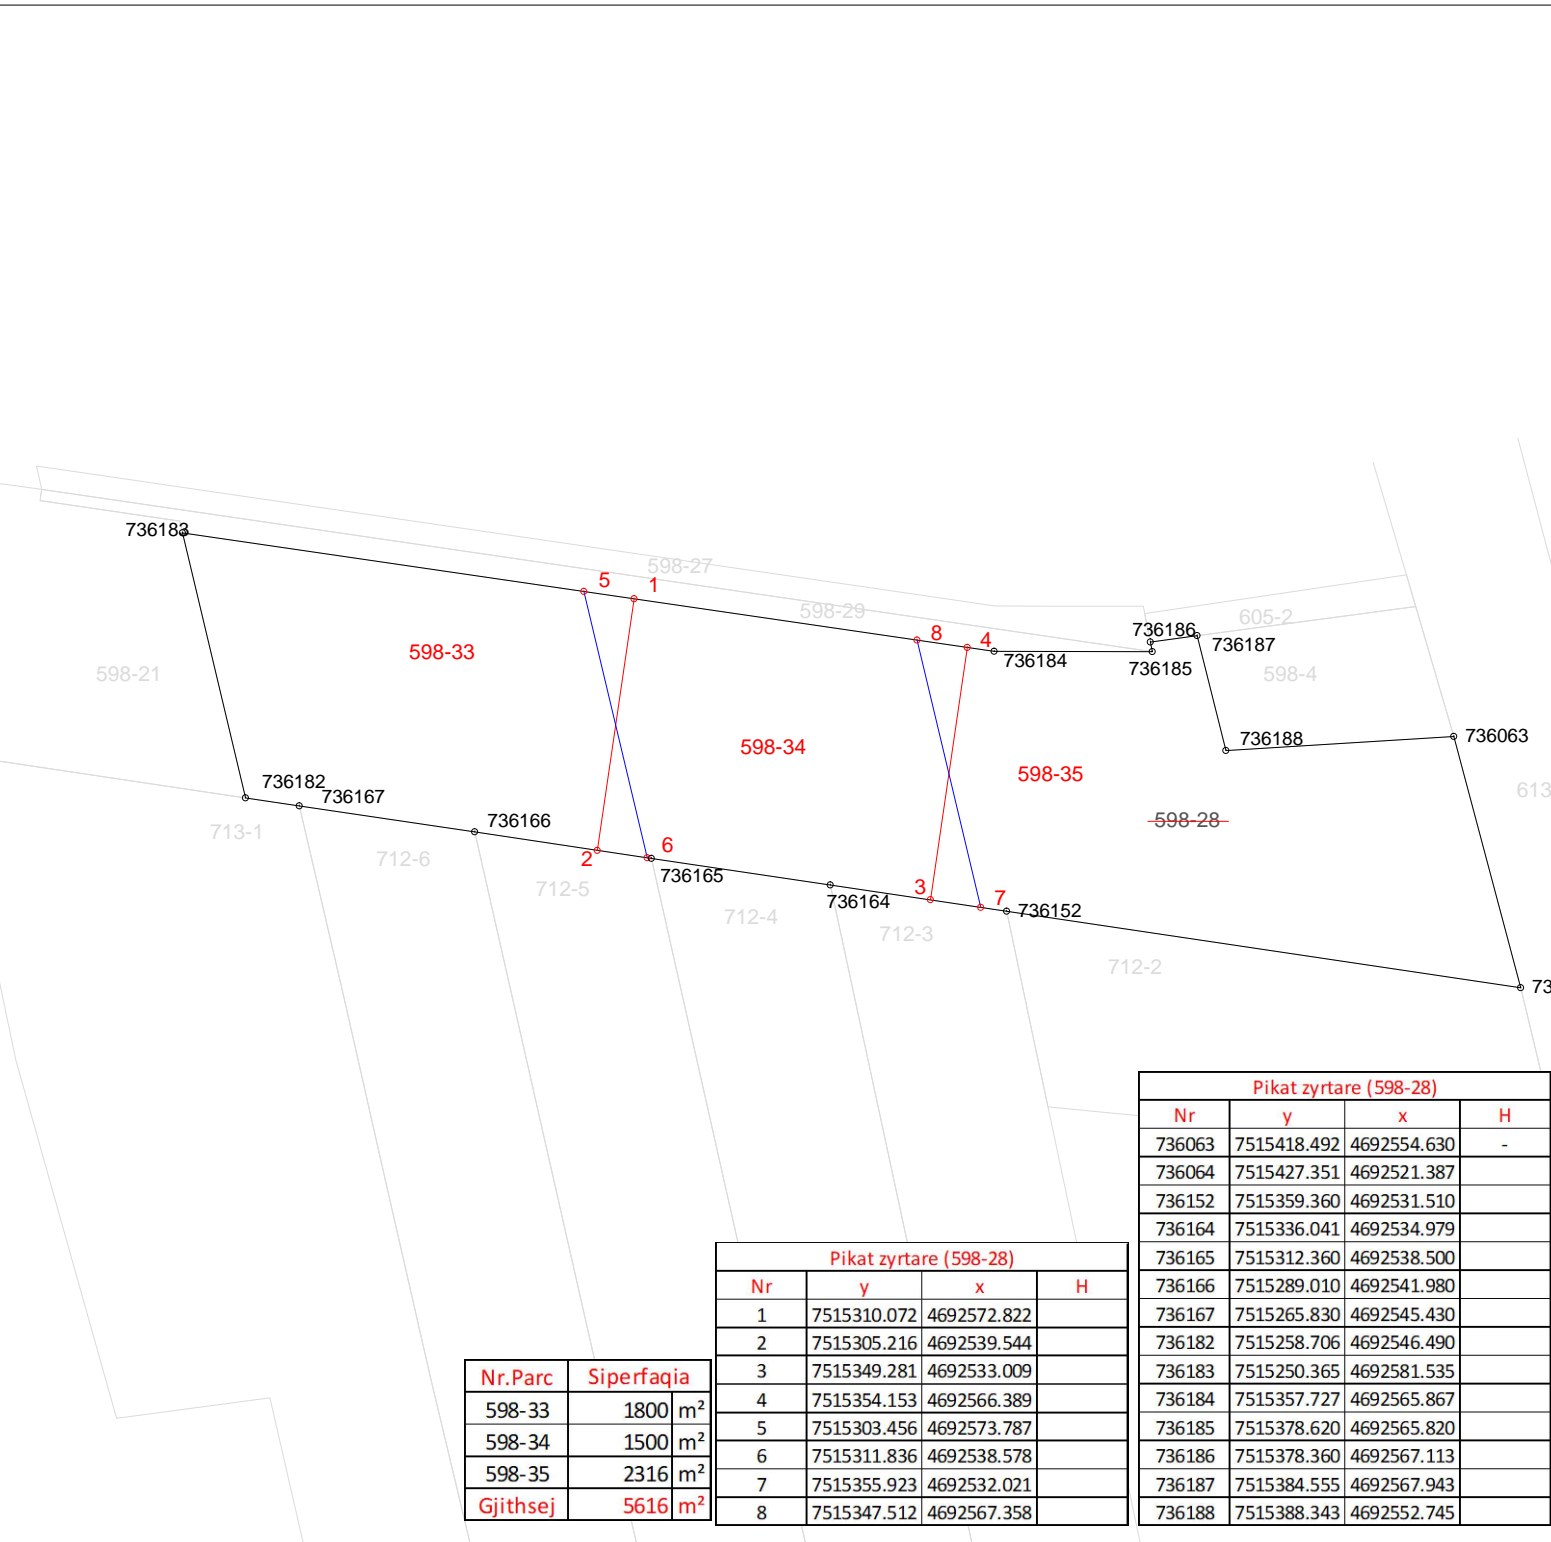 598-27
736183
5 1
598-29
605-2
8 4
736186
736187
736184
736185
598-33
598-21
598-4
736188
736063
598-34
598-35
736182
736167
736166
613
598-28
713-1
712-6
2
6
736165
712-5
736164
3
7
736152
712-4
712-3
712-2
73
Pikat zyrtare (598-28)
Nr y x H
736063 7515418.492 4692554.630 -
736064 7515427.351 4692521.387
736152 7515359.360 4692531.510
736164 7515336.041 4692534.979
736165 7515312.360 4692538.500
736166 7515289.010 4692541.980
736167 7515265.830 4692545.430
736182 7515258.706 4692546.490
736183 7515250.365 4692581.535
736184 7515357.727 4692565.867
736185 7515378.620 4692565.820
736186 7515378.360 4692567.113
736187 7515384.555 4692567.943
736188 7515388.343 4692552.745
Pikat zyrtare (598-28)
Nr y x H
1 7515310.072 4692572.822
2 7515305.216 4692539.544
3 7515349.281 4692533.009
4 7515354.153 4692566.389
5 7515303.456 4692573.787
6 7515311.836 4692538.578
7 7515355.923 4692532.021
8 7515347.512 4692567.358
Nr.Parc Siperfaqia
598-33 1800 m²
598-34 1500 m²
598-35 2316 m²
Gjithsej 5616 m²